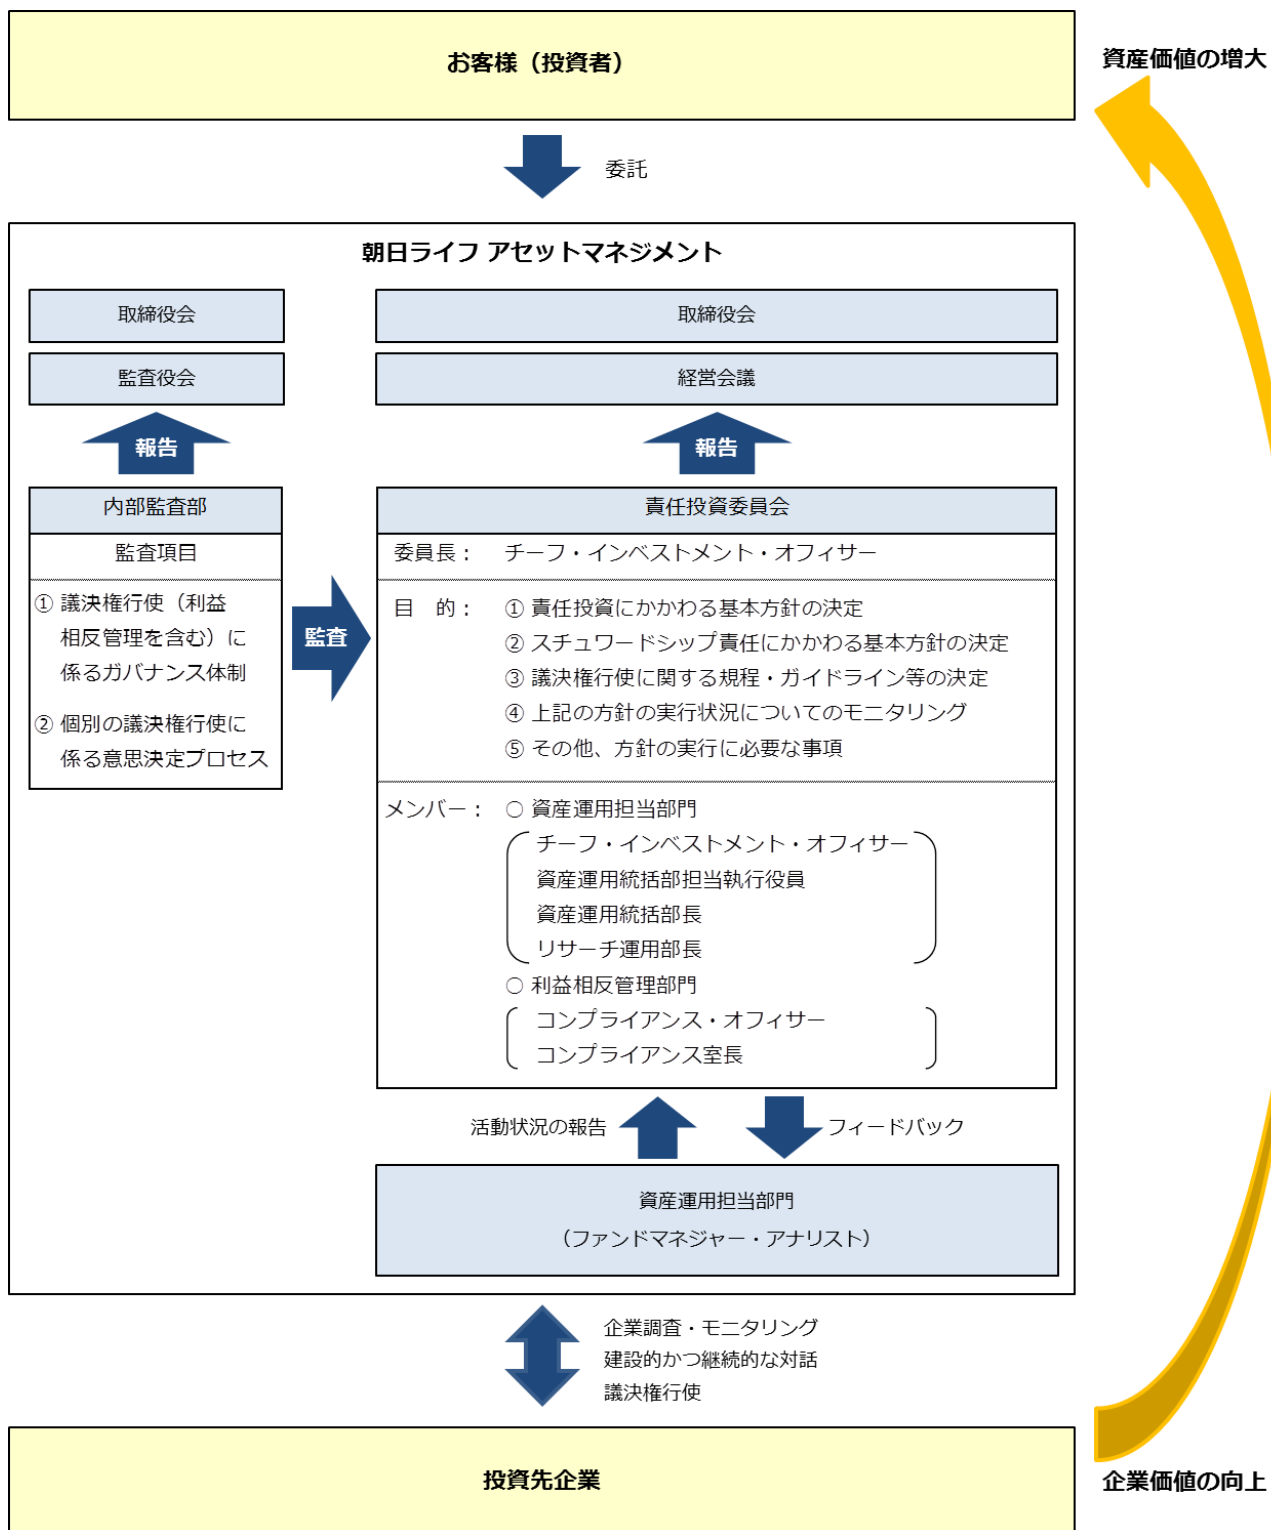 お客様（投資者）
資産価値の増大
委託
朝日ライフ アセットマネジメント
取締役会
監査役会
報告
内部監査部
監査項目
① 議決権行使（利益
相反管理を含む）に
係るガバナンス体制
② 個別の議決権行使に
係る意思決定プロセス
監査
取締役会
経営会議
報告
責任投資委員会
委員長： チーフ・インベストメント・オフィサー
目　的： ① 責任投資にかかわる基本方針の決定
② スチュワードシップ責任にかかわる基本方針の決定
③ 議決権行使に関する規程・ガイドライン等の決定
④ 上記の方針の実行状況についてのモニタリング
⑤ その他、方針の実行に必要な事項
メンバー： ○ 資産運用担当部門
チーフ・インベストメント・オフィサー
資産運用統括部担当執行役員
資産運用統括部長
リサーチ運用部長
○ 利益相反管理部門
コンプライアンス・オフィサー
コンプライアンス室長
活動状況の報告
フィードバック
資産運用担当部門
（ファンドマネジャー・アナリスト）
企業調査・モニタリング
建設的かつ継続的な対話
議決権行使
投資先企業
企業価値の向上